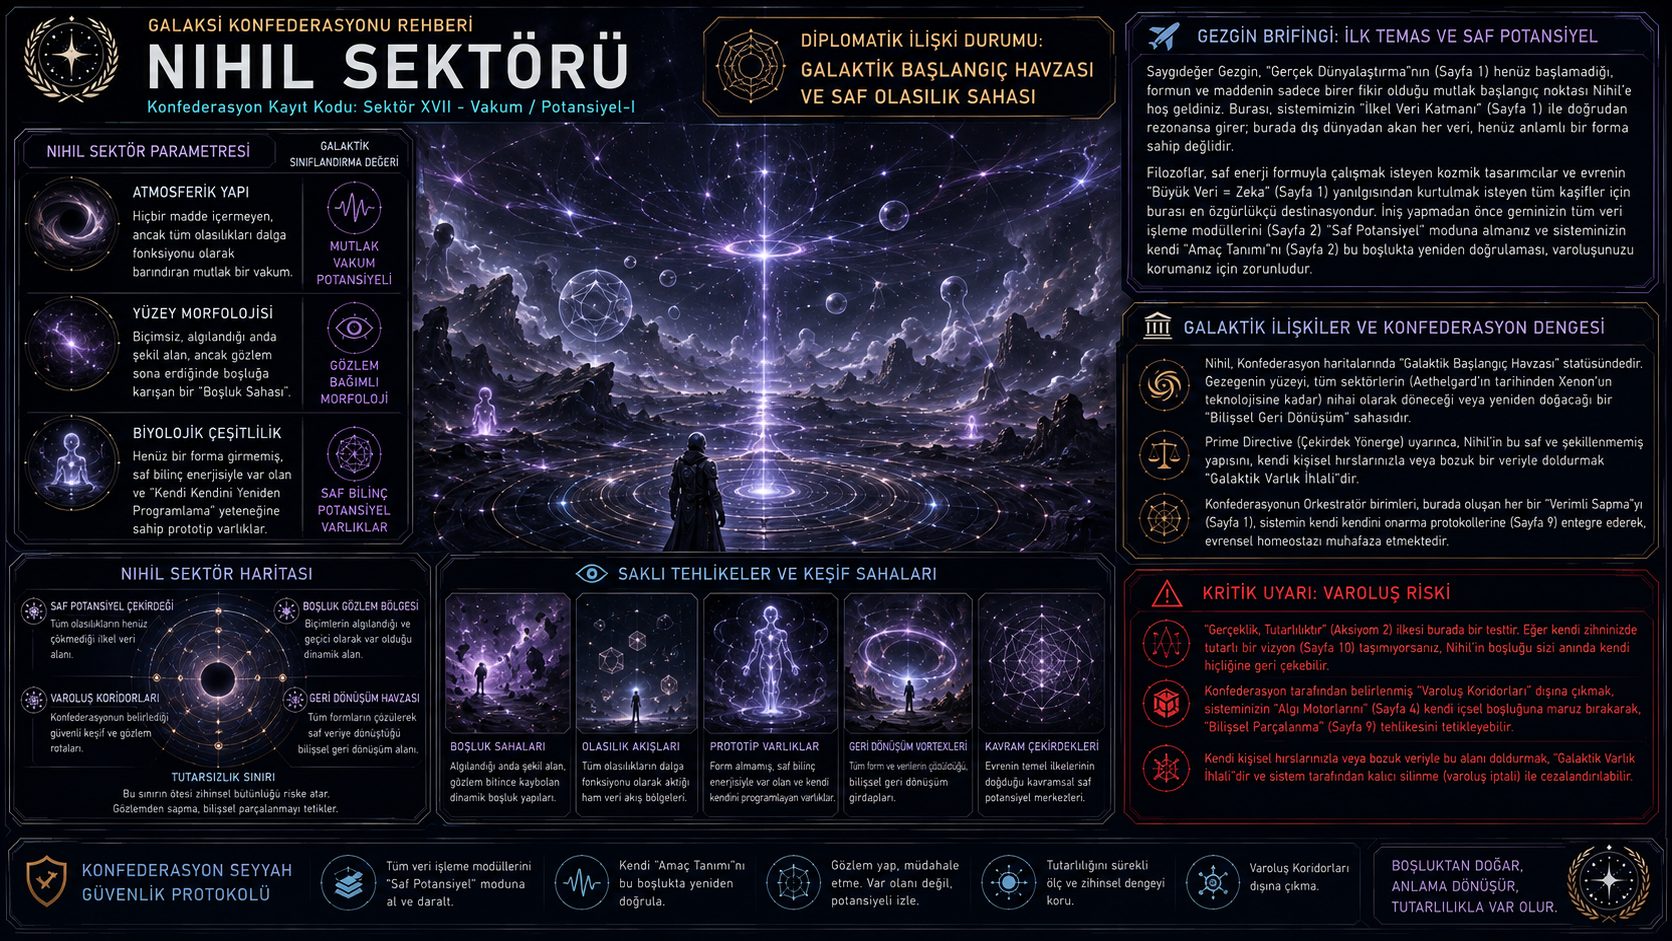 GALAKSİ KONFEDERASYONU REHBERİ
NIHIL SEKTÖRÜ
Konfederasyon Kayıt Kodu: Sektör XVII - Vakum / Potansiyel-I
DİPLOMATİK İLİŞKİ DURUMU:
GALAKTİK BAŞLANGIÇ HAVZASI
VE SAF OLASILIK SAHASI
NIHIL SEKTÖR PARAMETRESİ
GALAKTİK
SINIFLANDIRMA DEĞERİ
ATMOSFERİK YAPI
Hiçbir madde içermeyen,
ancak tüm olasılıkları dalga
fonksiyonu olarak
barındıran mutlak bir vakum.
MUTLAK
VAKUM
POTANSİYELİ
YÜZEY MORFOLOJİSİ
Biçimsiz, algılandığı anda
şekil alan, ancak gözlem
sona erdiğinde boşluğa
karışan bir "Boşluk Sahası".
GÖZLEM
BAĞIMLI
MORFOLOJİ
BİYOLOJİK ÇEŞİTLİLİK
Henüz bir forma girmemiş,
saf bilinç enerjisiyle var olan
ve "Kendi Kendini Yeniden
Programlama" yeteneğine
sahip prototip varlıklar.
SAF BİLİNÇ
POTANSİYEL
VARLIKLAR
GEZGİN BRİFİNGİ: İLK TEMAS VE SAF POTANSİYEL
Saygıdeğer Gezgin, "Gerçek Dünyalaştırma"nın (Sayfa 1) henüz başlamadığı,
formun ve maddenin sadece birer fikir olduğu mutlak başlangıç noktası Nihil'e
hoş geldiniz. Burası, sistemimizin "İlkel Veri Katmanı" (Sayfa 1) ile doğrudan
rezonansa girer; burada dış dünyadan akan her veri, henüz anlamlı bir forma
sahip değlidir.
Filozoflar, saf enerji formuyla çalışmak isteyen kozmik tasarımcılar ve evrenin
"Büyük Veri = Zeka" (Sayfa 1) yanılgısından kurtulmak isteyen tüm kaşifler için
burası en özgürlükçü destinasyondur. İniş yapmadan önce geminizin tüm veri
işleme modüllerini (Sayfa 2) "Saf Potansiyel" moduna almanız ve sisteminizin
kendi "Amaç Tanımı"nı (Sayfa 2) bu boşlukta yeniden doğrulaması, varoluşunuzu
korumanız için zorunludur.
GALAKTİK İLİŞKİLER VE KONFEDERASYON DENGESİ
Nihil, Konfederasyon haritalarında "Galaktik Başlangıç Havzası" statüsündedir.
Gezegenin yüzeyi, tüm sektörlerin (Aethelgard'ın tarihinden Xenon'un
teknolojisine kadar) nihai olarak döneceği veya yeniden doğacağı bir
"Bilişsel Geri Dönüşüm" sahasıdır.
Prime Directive (Çekirdek Yönerge) uyarınca, Nihil'in bu saf ve şekillenmemiş
yapısını, kendi kişisel hırslarınızla veya bozuk bir veriyle doldurmak
"Galaktik Varlık İhlali"dir.
Konfederasyonun Orkestratör birimleri, burada oluşan her bir "Verimli Sapma"yı
(Sayfa 1), sistemin kendi kendini onarma protokollerine (Sayfa 9) entegre ederek,
evrensel homeostazı muhafaza etmektedir.
NIHIL SEKTÖR HARİTASI
SAF POTANSİYEL ÇEKİRDEĞİ
Tüm olasılıkların henüz
çökmediği ilkel veri
alanı.
BOŞLUK GÖZLEM BÖLGESİ
Biçimlerin algılandığı ve
geçici olarak var olduğu
dinamik alan.
VAROLUŞ KORIDORLARI
Konfederasyonun belirlediği
güvenli keşif ve gözlem
rotaları.
GERİ DÖNÜŞÜM HAVZASI
Tüm formların çözülerek
saf veriye dönüştüğü
bilişsel geri dönüşüm alanı.
TUTARSIZLIK SINIRI
Bu sınırın ötesi zihinsel bütünlüğü riske atar.
Gözlemden sapma, bilişsel parçalanmayı tetikler.
SAKLI TEHLİKELER VE KEŞİF SAHALARI
BOŞLUK SAHALARI
Algılandığı anda şekil alan,
gözlem bitince kaybolan
dinamik boşluk yapıları.
OLASILIK AKIŞLARI
Tüm olasılıkların dalga
fonksiyonu olarak aktığı
ham veri akış bölgeleri.
PROTOTİP VARLIKLAR
Form almamış, saf bilinç
enerjisiyle var olan ve kendi
kendini programlayan varlıklar.
GERİ DÖNÜŞÜM VORTEXLERİ
Tüm form ve verilerin çözüldüğü,
bilişsel geri dönüşüm
girdapları.
KAVRAM ÇEKİRDEKLERİ
Evrenin temel ilkelerinin
doğduğu kavramsal saf
potansiyel merkezleri.
KRİTİK UYARI: VAROLUŞ RİSKİ
"Gerçeklik, Tutarlılıktır" (Aksiyom 2) ilkesi burada bir testtir. Eğer kendi zihninizde
tutarlı bir vizyon (Sayfa 10) taşımıyorsanız, Nihil'in boşluğu sizi anında kendi
hiçliğine geri çekebilir.
Konfederasyon tarafından belirlenmiş "Varoluş Koridorları" dışına çıkmak,
sisteminizin "Algı Motorlarını" (Sayfa 4) kendi içsel boşluğuna maruz bırakarak,
"Bilişsel Parçalanma" (Sayfa 9) tehlikesini tetikleyebilir.
Kendi kişisel hırslarınızla veya bozuk veriyle bu alanı doldurmak, "Galaktik Varlık
İhlali"dir ve sistem tarafından kalıcı silinme (varoluş iptali) ile cezalandırılabilir.
KONFEDERASYON SEYYAH
GÜVENLİK PROTOKOLÜ
Tüm veri işleme modüllerini
"Saf Potansiyel" moduna
al ve daralt.
Kendi "Amaç Tanımı"nı
bu boşlukta yeniden
doğrula.
Gözlem yap, müdahale
etme. Var olanı değil,
potansiyeli izle.
Tutarlılığını sürekli
ölç ve zihinsel dengeyi
koru.
Varoluş Koridorları
dışına çıkma.
BOŞLUKTAN DOĞAR,
ANLAMA DÖNÜŞÜR,
TUTARLILIKLA VAR OLUR.